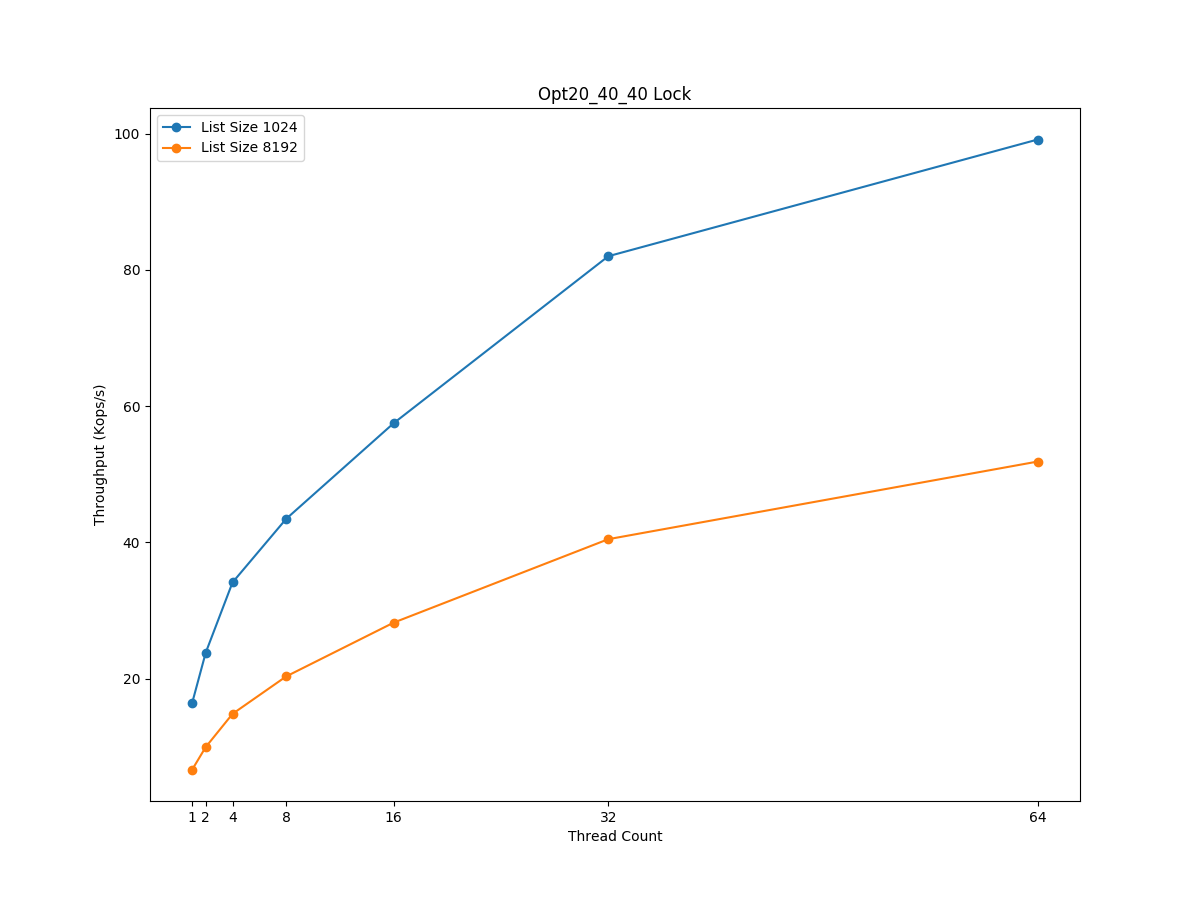 Opt20_40_40 Lock
List Size 1024
List Size 8192
100
80
60
40
20
Throughput (Kops/s)
1 2 4 8 16 32 64
Thread Count